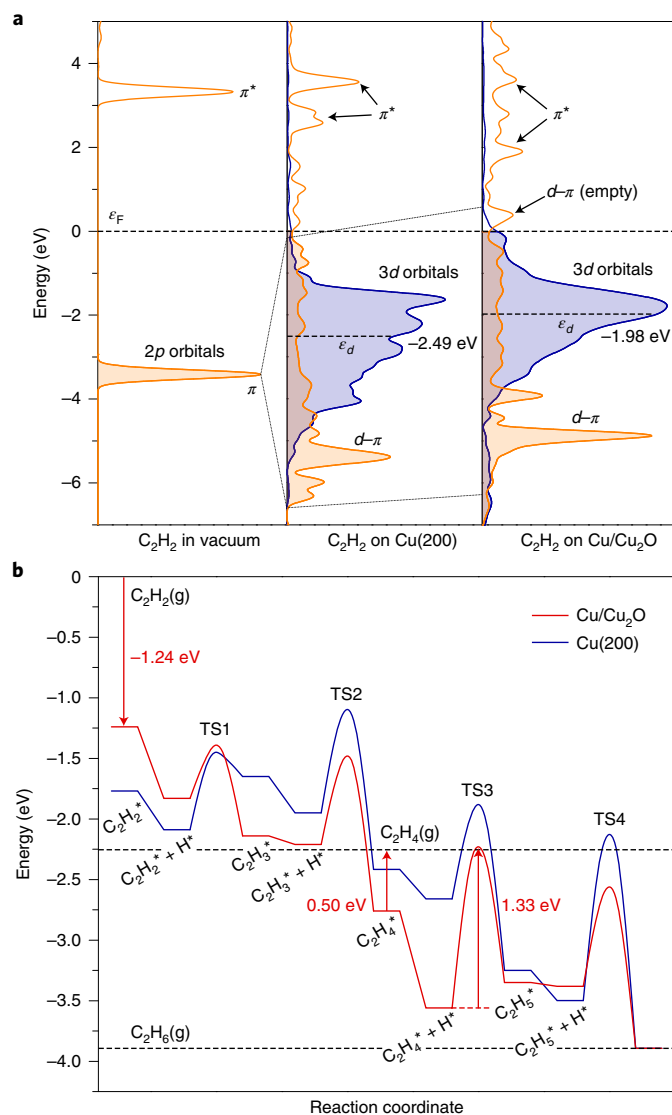 a
4
2
0
−2
−4
−6
Energy (eV)
π*
ε_F
2p orbitals
π
π*
3d orbitals
ε_d
−2.49 eV
d–π
π*
d–π (empty)
3d orbitals
ε_d
−1.98 eV
d–π
C₂H₂ in vacuum
C₂H₂ on Cu(200)
C₂H₂ on Cu/Cu₂O
b
0
−0.5
−1.0
−1.5
−2.0
−2.5
−3.0
−3.5
−4.0
Energy (eV)
C₂H₂(g)
−1.24 eV
Cu/Cu₂O
Cu(200)
TS1
TS2
TS3
TS4
C₂H₂*
C₂H₂* + H*
C₂H₃*
C₂H₃* + H*
C₂H₄(g)
0.50 eV
C₂H₄*
1.33 eV
C₂H₄* + H*
C₂H₅*
C₂H₅* + H*
C₂H₆(g)
Reaction coordinate